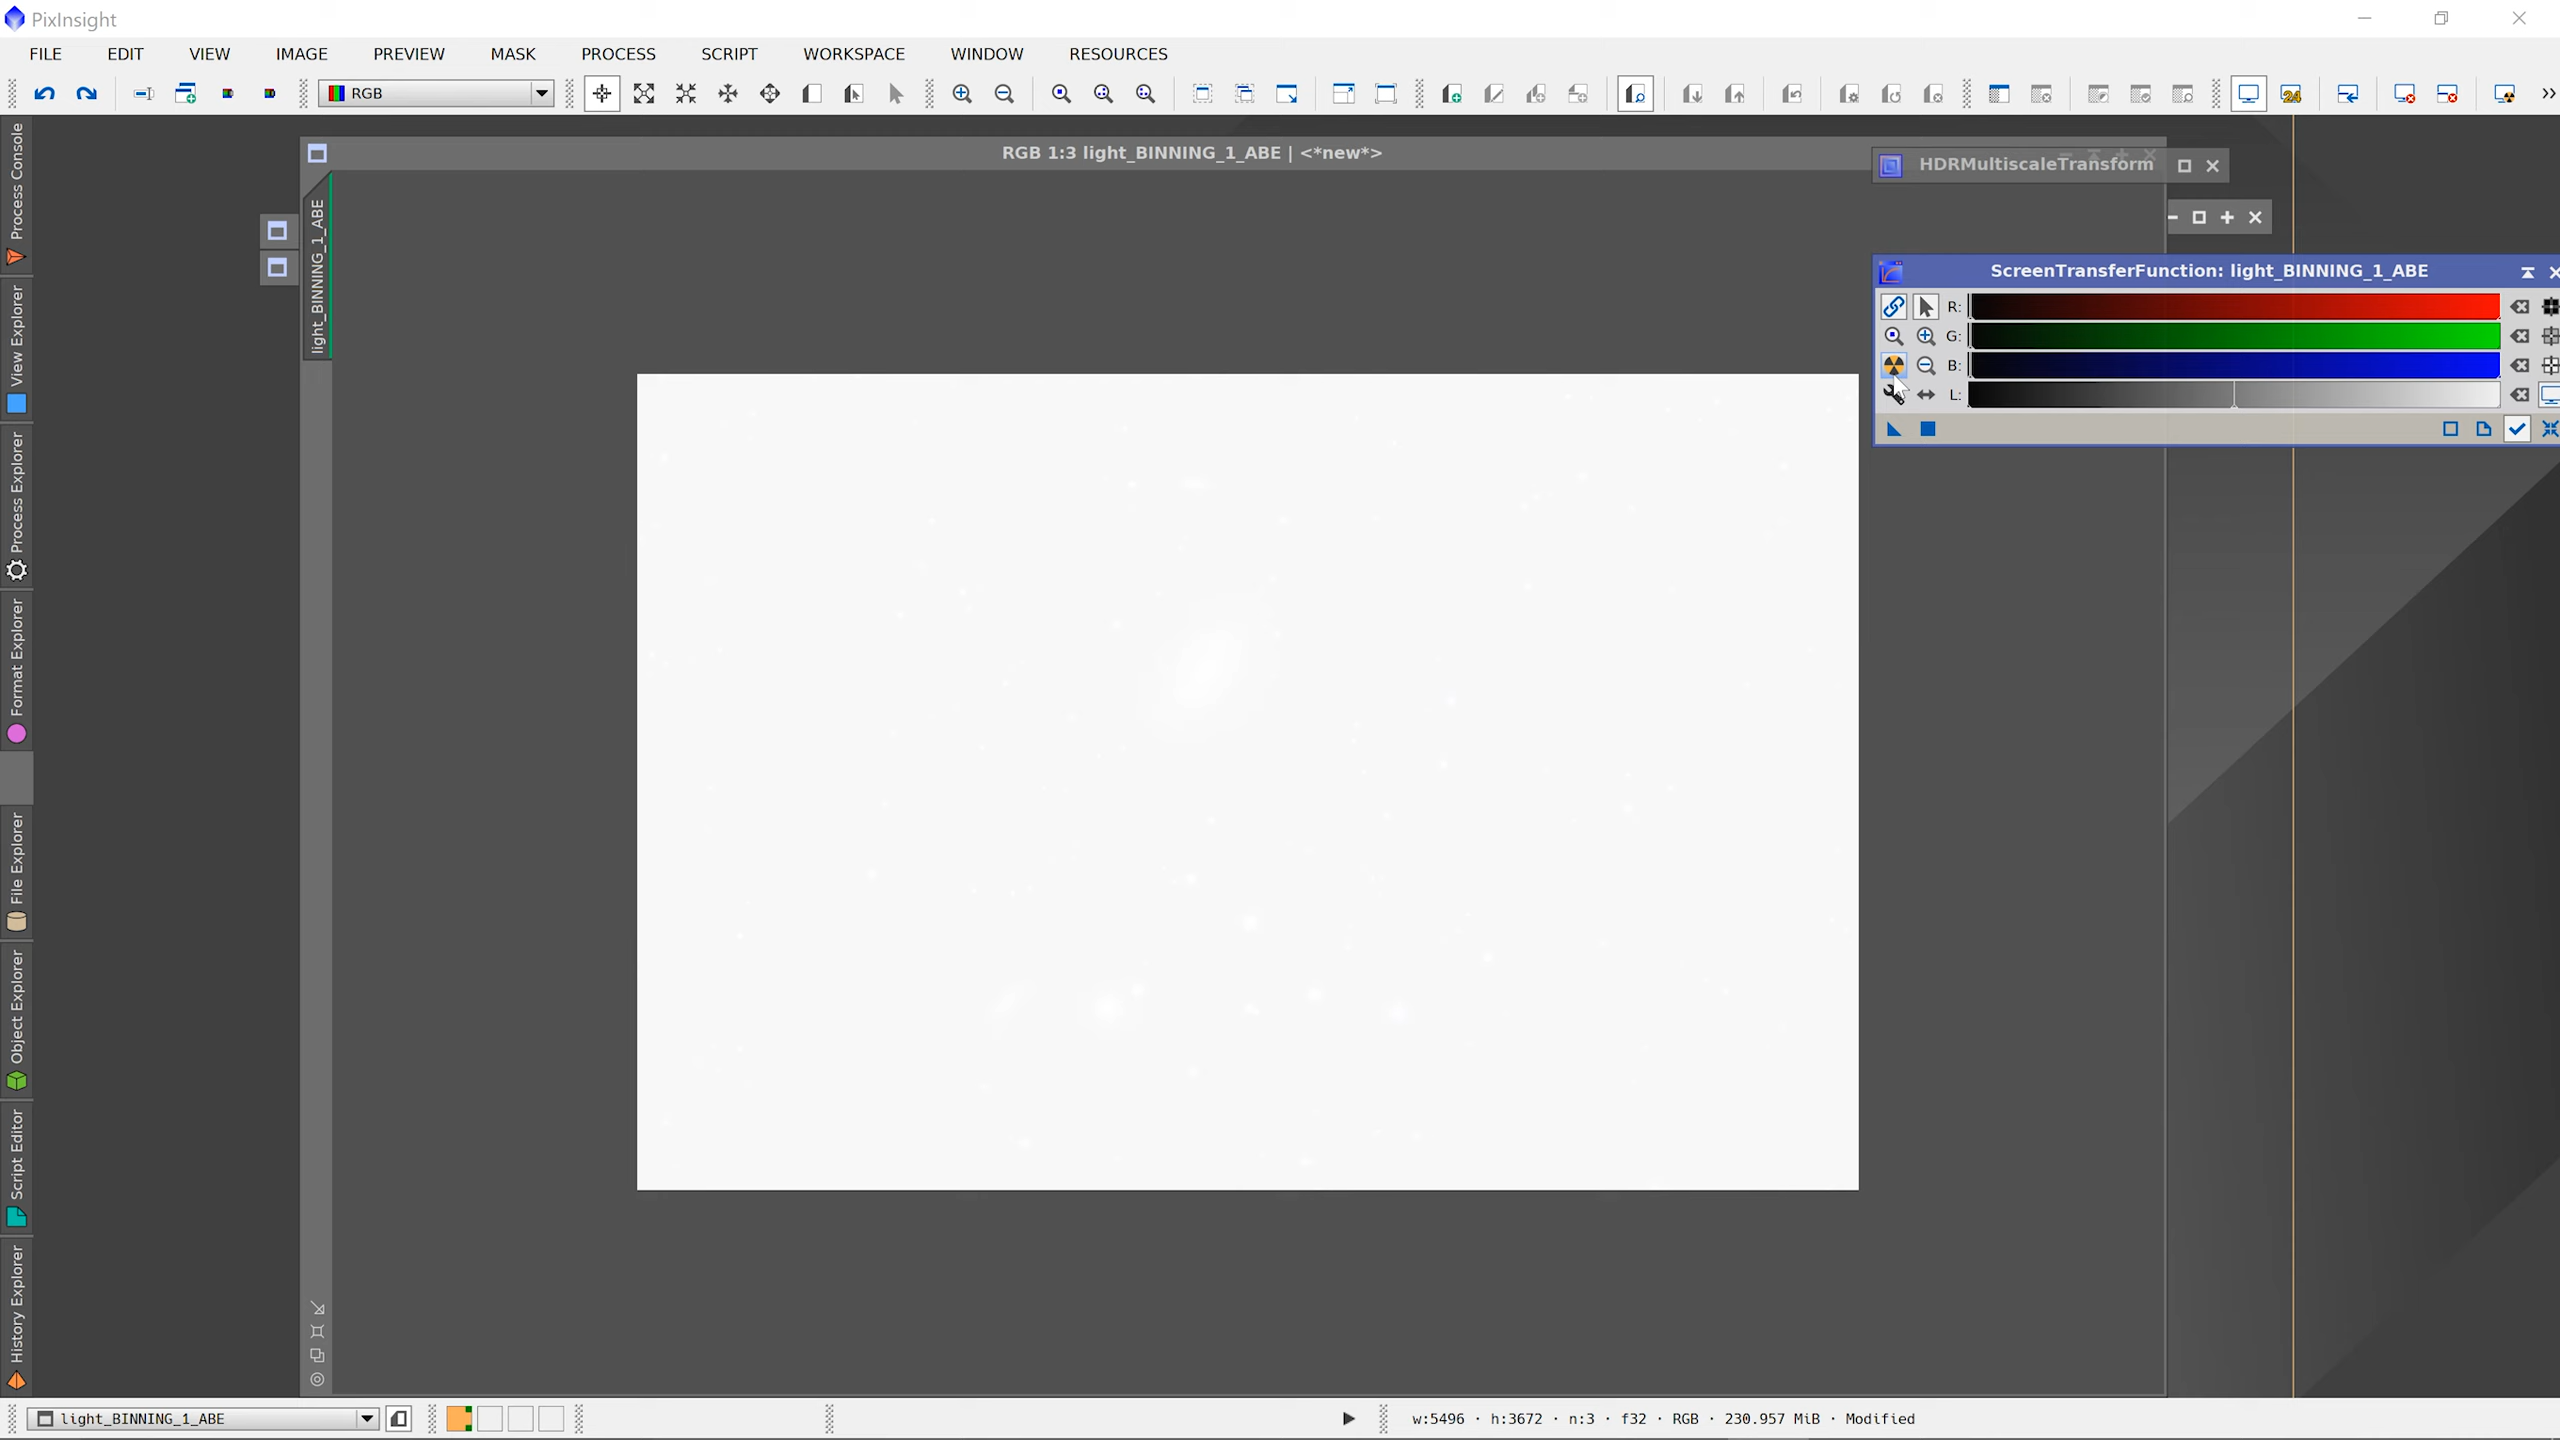 PixInsight
FILE EDIT VIEW IMAGE PREVIEW MASK PROCESS SCRIPT WORKSPACE WINDOW RESOURCES
RGB
24
RGB 1:3 light_BINNING_1_ABE | <*new*>
HDRMultiscaleTransform
light_BINNING_1_ABE
ScreenTransferFunction: light_BINNING_1_ABE
R:
G:
B:
L:
Process Console
View Explorer
Process Explorer
Format Explorer
File Explorer
Object Explorer
Script Editor
History Explorer
light_BINNING_1_ABE
w:5496 · h:3672 · n:3 · f32 · RGB · 230.957 MiB · Modified